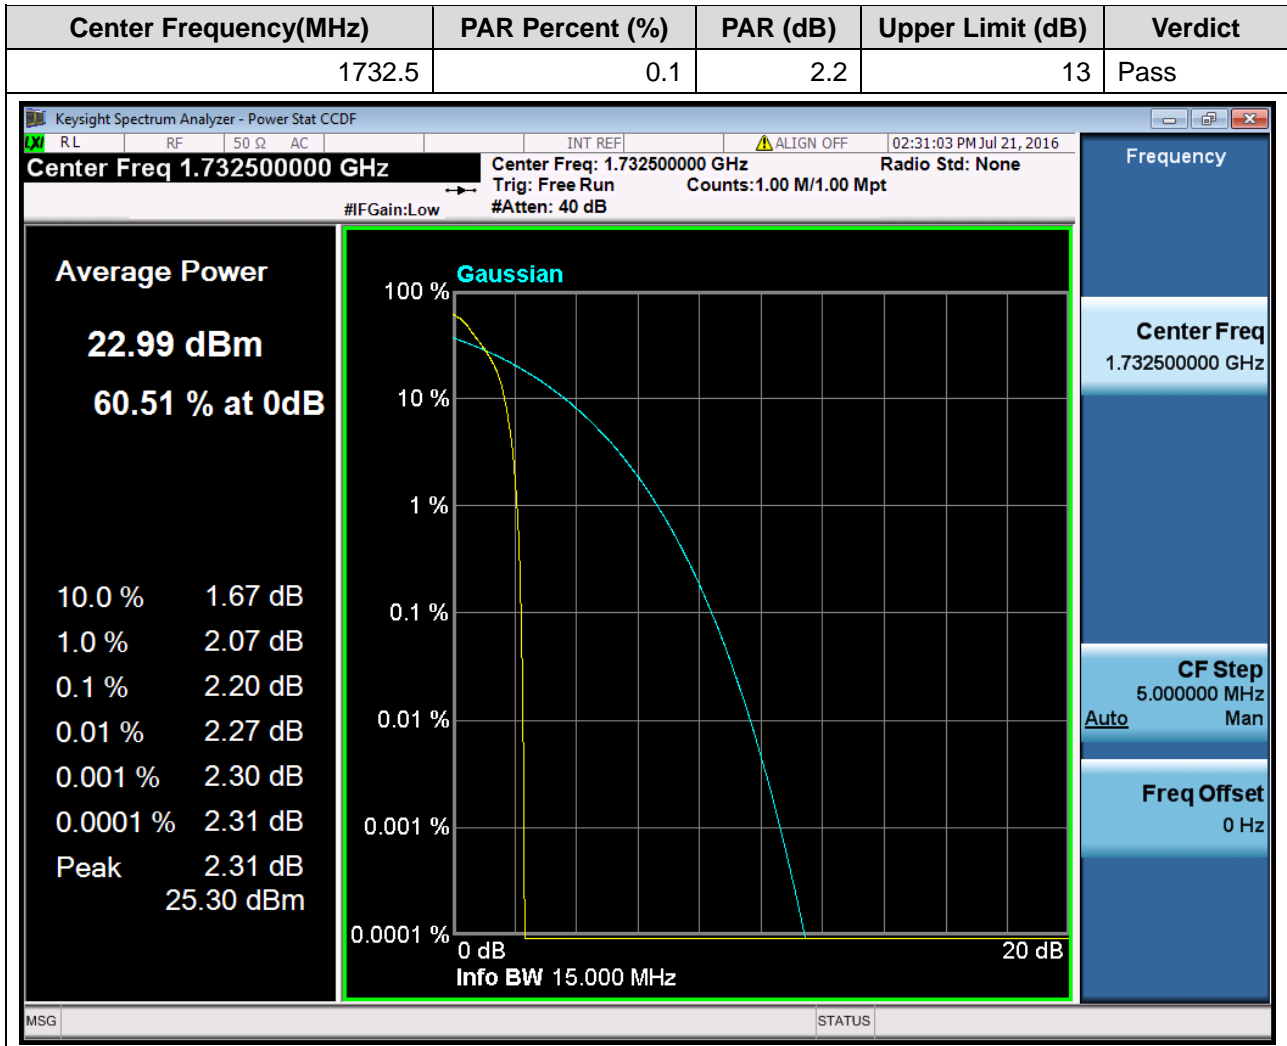 Center Frequency(MHz) PAR Percent (%) PAR (dB) Upper Limit (dB) Verdict
1732.5 0.1 2.2 13 Pass
Keysight Spectrum Analyzer - Power Stat CCDF
LXI RL RF 50 Ω AC INT REF ALIGN OFF 02:31:03 PM Jul 21, 2016
Center Freq 1.732500000 GHz
Center Freq: 1.732500000 GHz Radio Std: None
Trig: Free Run Counts:1.00 M/1.00 Mpt
#IFGain:Low #Atten: 40 dB
Frequency
Average Power
22.99 dBm
60.51 % at 0dB
10.0 % 1.67 dB
1.0 % 2.07 dB
0.1 % 2.20 dB
0.01 % 2.27 dB
0.001 % 2.30 dB
0.0001 % 2.31 dB
Peak 2.31 dB
25.30 dBm
Gaussian
100 %
10 %
1 %
0.1 %
0.01 %
0.001 %
0.0001 %
0 dB 20 dB
Info BW 15.000 MHz
Center Freq
1.732500000 GHz
CF Step
5.000000 MHz
Auto Man
Freq Offset
0 Hz
MSG STATUS